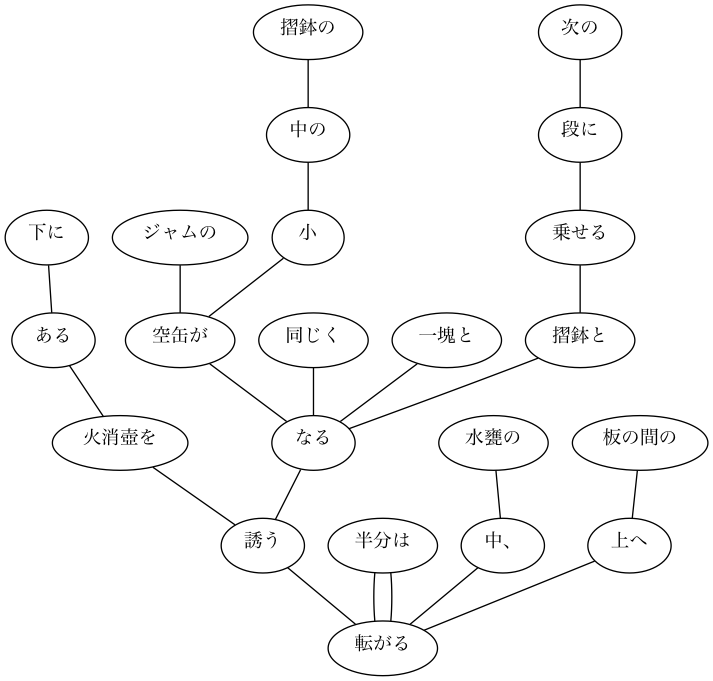 摺鉢の
次の
中の
段に
下に
ジャムの
小
乗せる
ある
空缶が
同じく
一塊と
摺鉢と
火消壺を
なる
水甕の
板の間の
誘う
半分は
中、
上へ
転がる